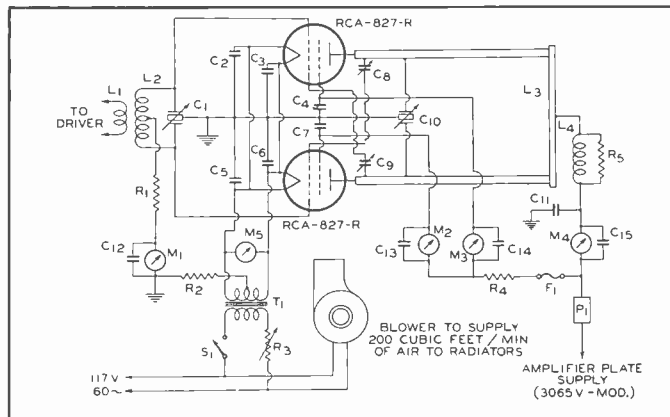 RCA-827-R
C2
C3
C8
L1
L2
L3
TO
DRIVER
C1
C4
C10
L4
C7
R5
C6
C5
C9
R1
C11
RCA-827-R
M2
M4
M5
C12
M1
C13
M3
C14
C15
R2
R4
F1
T1
P1
BLOWER TO SUPPLY
200 CUBIC FEET/MIN
OF AIR TO RADIATORS
S1
R3
117 V
60~
AMPLIFIER PLATE
SUPPLY
(3065 V-MOD.)